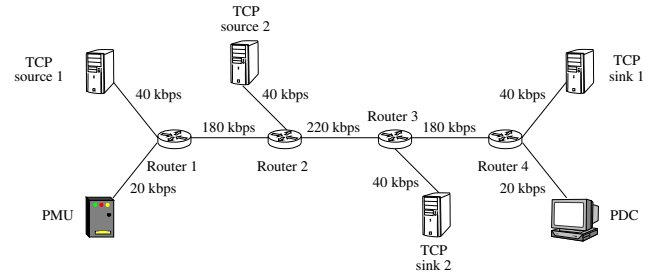 TCP
source 2
TCP
source 1
TCP
sink 1
40 kbps
40 kbps
40 kbps
Router 3
180 kbps
220 kbps
180 kbps
Router 1
Router 2
Router 4
20 kbps
40 kbps
20 kbps
PMU
PDC
TCP
sink 2